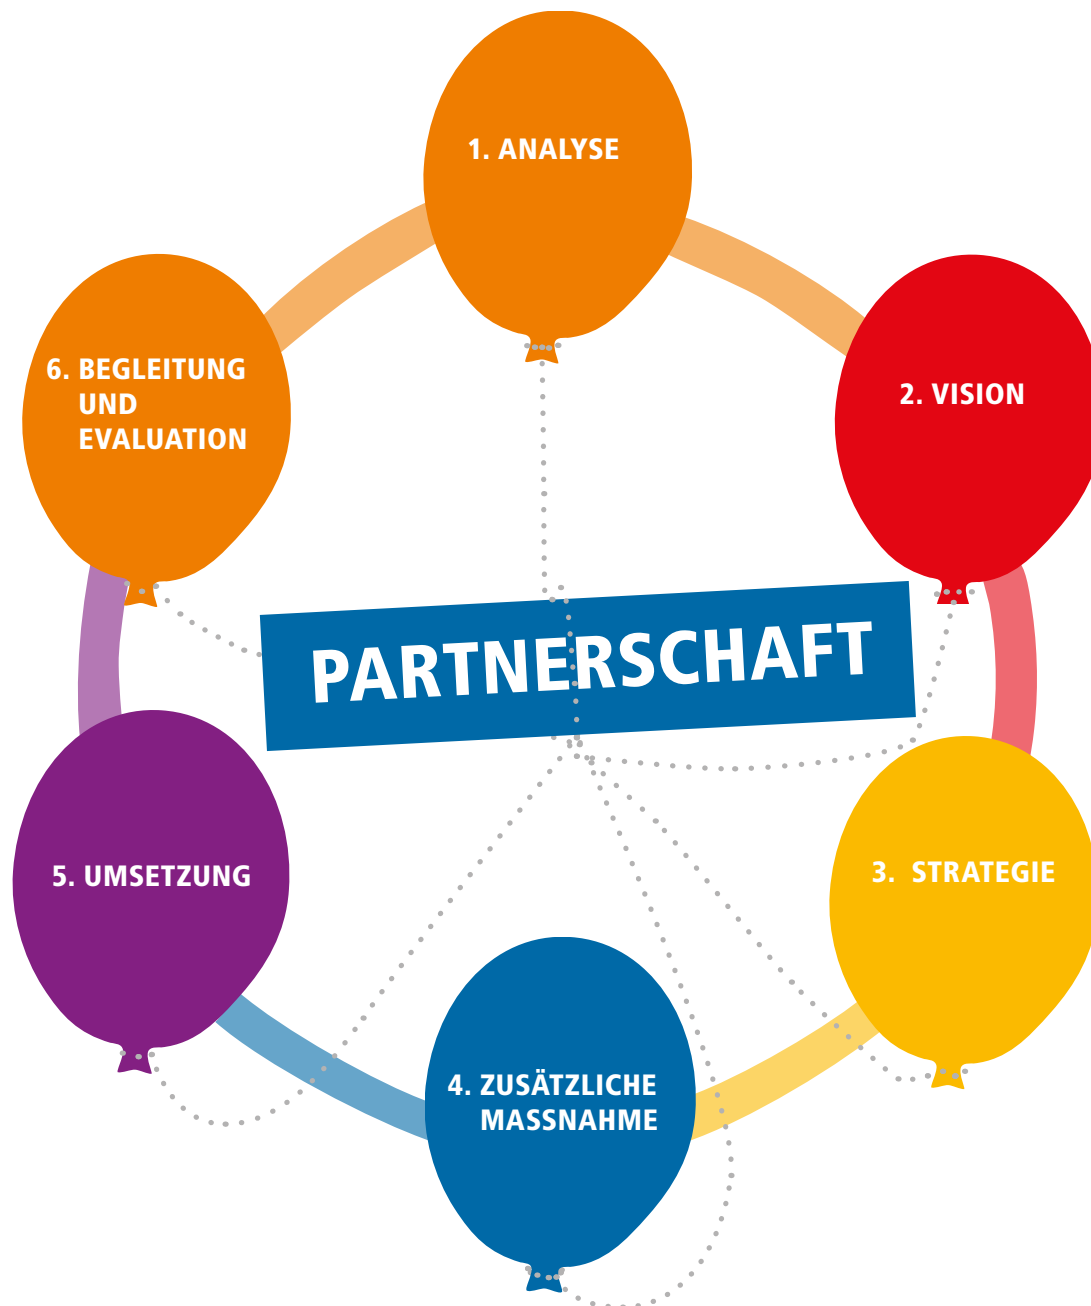 1. ANALYSE
2. VISION
3. STRATEGIE
4. ZUSÄTZLICHE
MASSNAHME
5. UMSETZUNG
6. BEGLEITUNG
UND
EVALUATION
PARTNERSCHAFT